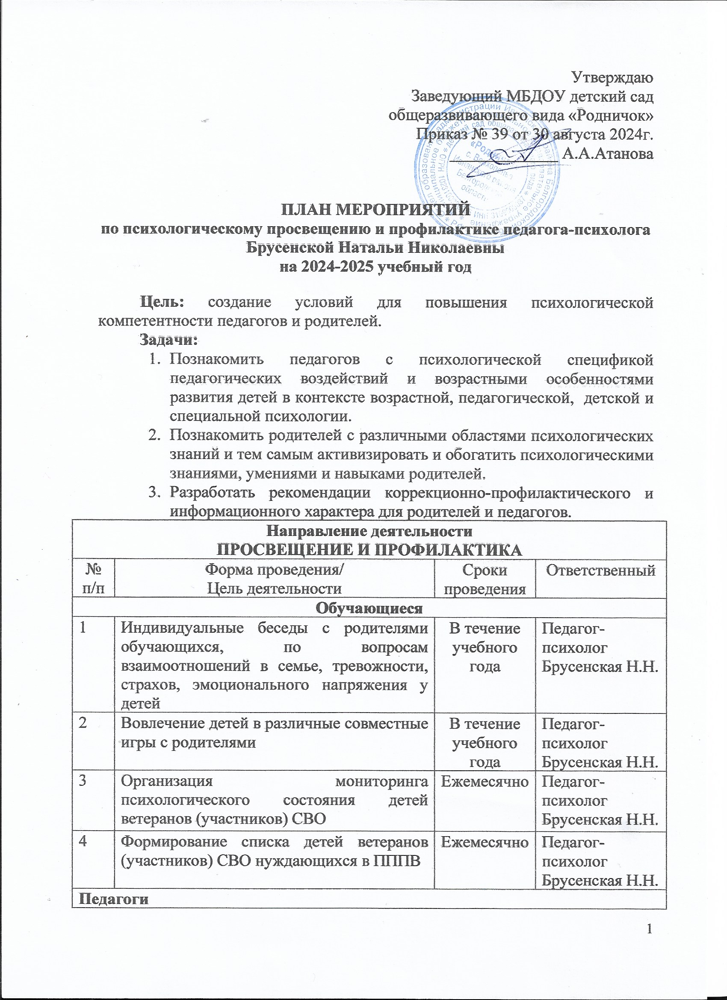 Утверждаю
Заведующий МБДОУ детский сад
общеразвивающего вида «Родничок»
Приказ № 39 от 30 августа 2024г.
А.А.Атанова
с. Верхопенье
Ивнянского района
Белгородской
области
ПЛАН МЕРОПРИЯТИЙ
по психологическому просвещению и профилактике педагога-психолога
Брусенской Натальи Николаевны
на 2024-2025 учебный год
Цель: создание условий для повышения психологической
компетентности педагогов и родителей.
Задачи:
1. Познакомить педагогов с психологической спецификой
педагогических воздействий и возрастными особенностями
развития детей в контексте возрастной, педагогической, детской и
специальной психологии.
2. Познакомить родителей с различными областями психологических
знаний и тем самым активизировать и обогатить психологическими
знаниями, умениями и навыками родителей.
3. Разработать рекомендации коррекционно-профилактического и
информационного характера для родителей и педагогов.
Направление деятельности
ПРОСВЕЩЕНИЕ И ПРОФИЛАКТИКА
№ п/п
Форма проведения/
Цель деятельности
Сроки
проведения
Ответственный
Обучающиеся
1
Индивидуальные беседы с родителями
обучающихся, по вопросам
взаимоотношений в семье, тревожности,
страхов, эмоционального напряжения у
детей
В течение
учебного
года
Педагог-
психолог
Брусенская Н.Н.
2
Вовлечение детей в различные совместные
игры с родителями
В течение
учебного
года
Педагог-
психолог
Брусенская Н.Н.
3
Организация мониторинга
психологического состояния детей
ветеранов (участников) СВО
Ежемесячно
Педагог-
психолог
Брусенская Н.Н.
4
Формирование списка детей ветеранов
(участников) СВО нуждающихся в ПППВ
Ежемесячно
Педагог-
психолог
Брусенская Н.Н.
Педагоги
1